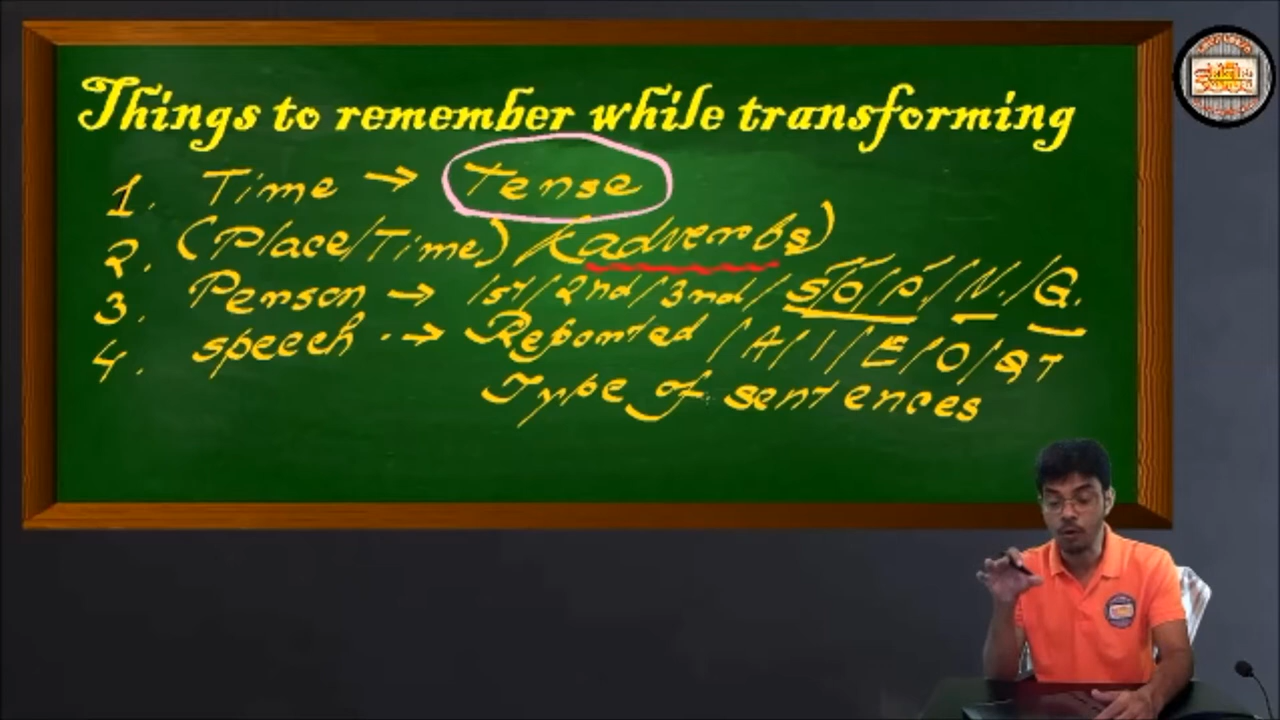 Things to remember while transforming
1. Time → Tense
2. (Place/Time) (adverbs)
3. Person → 1st/2nd/3rd/S/O/P./N./G.
4. speech. → Reported /A/I/E/O/
Type of sentences